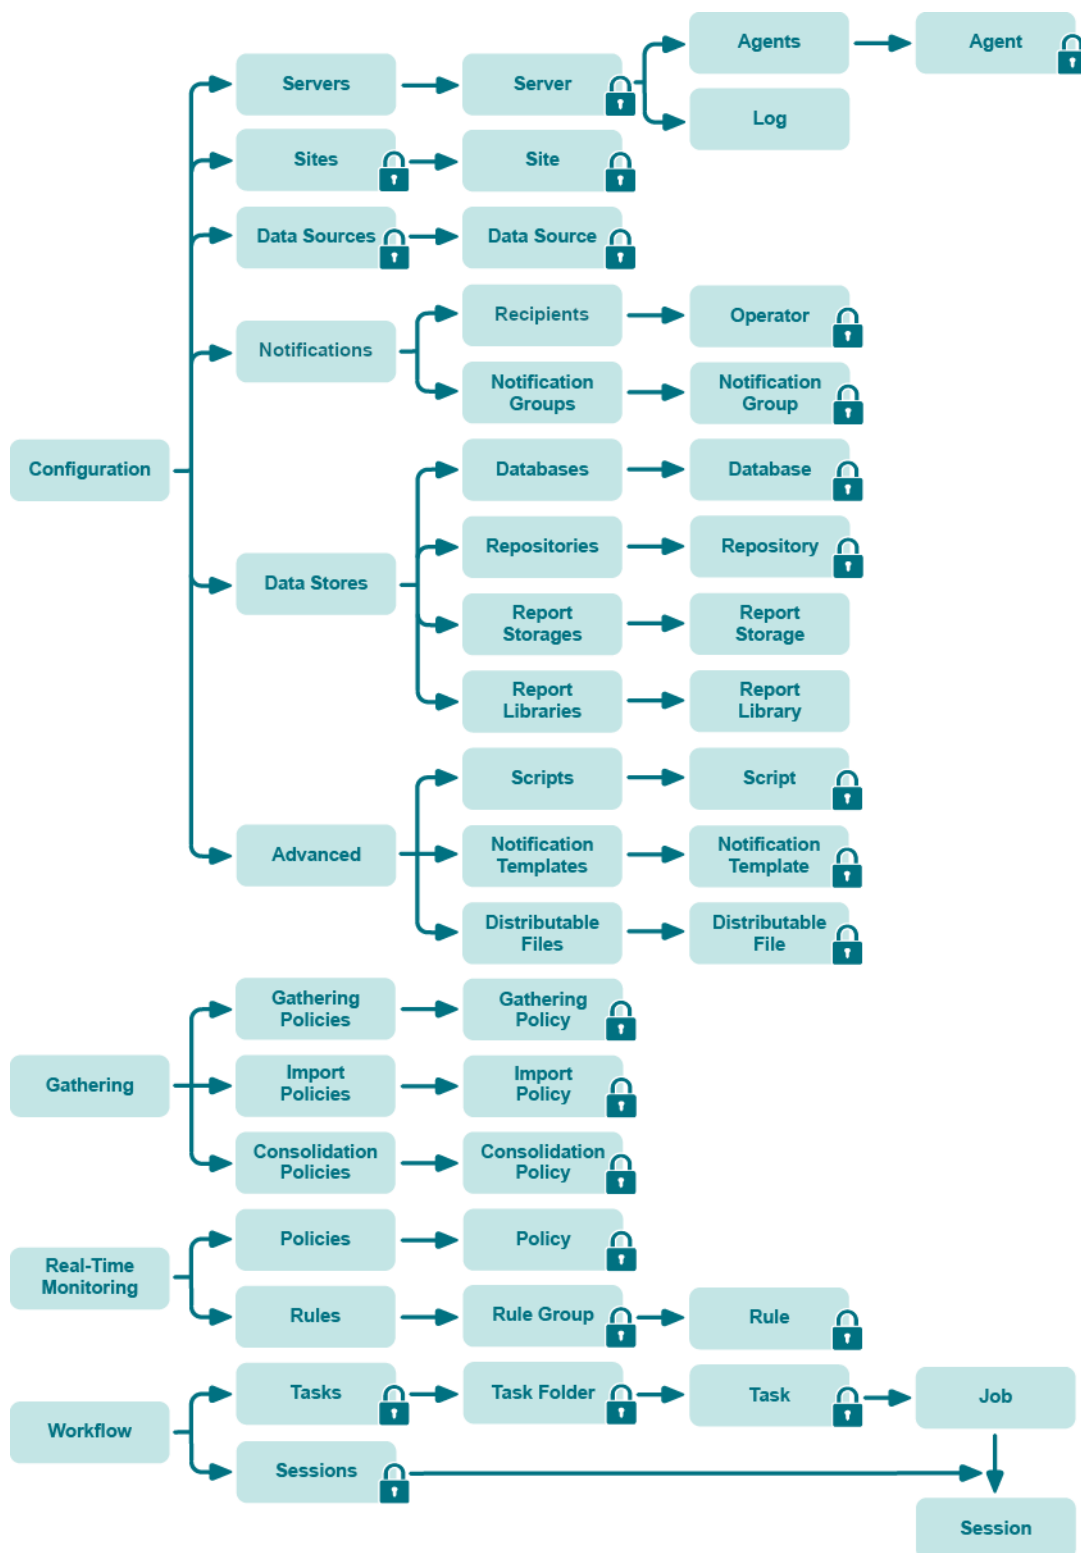 Agents
Agent
Servers
Server
Log
Sites
Site
Data Sources
Data Source
Recipients
Operator
Notifications
Notification
Groups
Notification
Group
Configuration
Databases
Database
Repositories
Repository
Data Stores
Report
Storages
Report
Storage
Report
Libraries
Report
Library
Scripts
Script
Advanced
Notification
Templates
Notification
Template
Distributable
Files
Distributable
File
Gathering
Policies
Gathering
Policy
Gathering
Import
Policies
Import
Policy
Consolidation
Policies
Consolidation
Policy
Real-Time
Monitoring
Policies
Policy
Rules
Rule Group
Rule
Workflow
Tasks
Task Folder
Task
Job
Sessions
Session